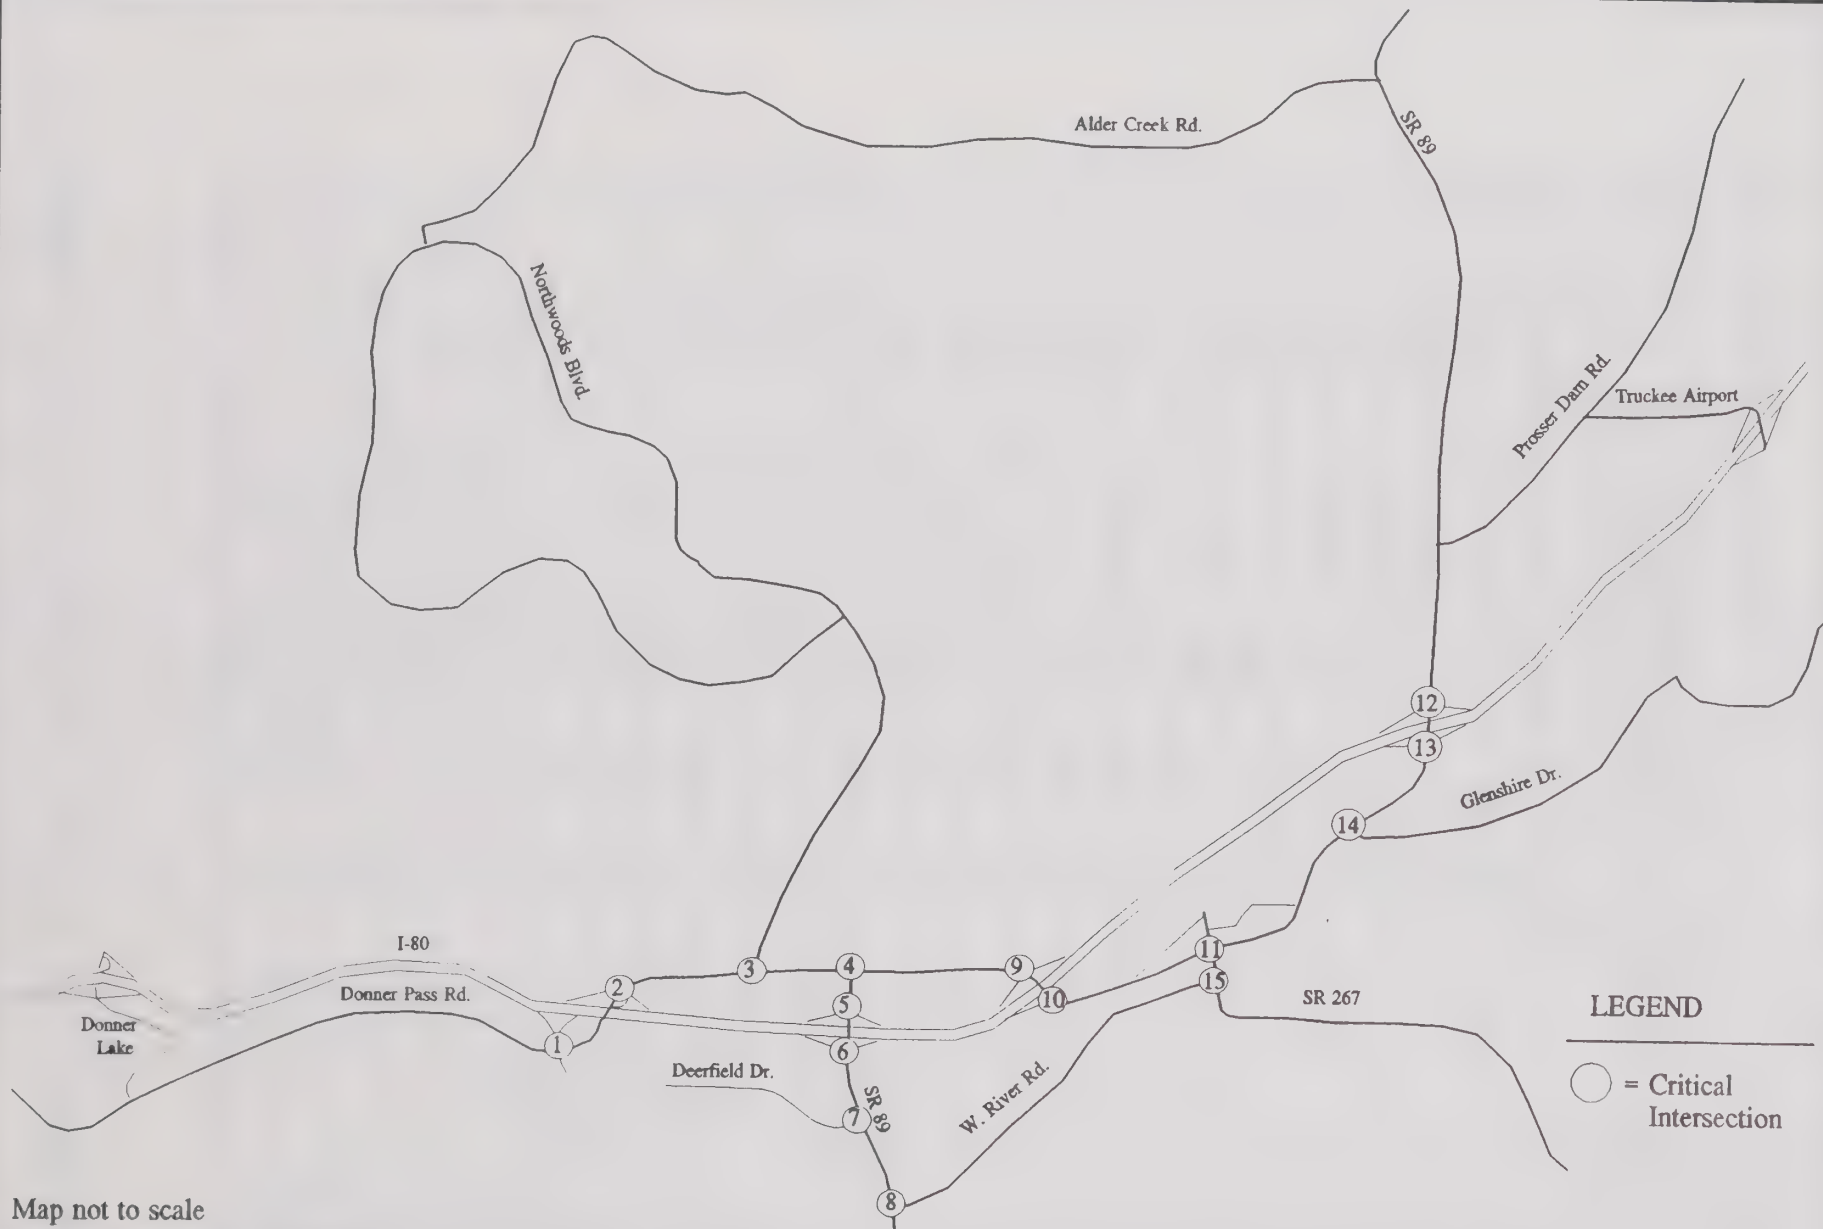 Alder Creek Rd.
SR 89
Northwoods Blvd.
Prosser Dam Rd.
Truckee Airport
12
13
Glenshire Dr.
14
I-80
Donner Pass Rd.
Donner
Lake
1
2
3
4
5
6
9
10
11
15
SR 267
Deerfield Dr.
SR 89
7
W. River Rd.
8
LEGEND
= Critical
Intersection
Map not to scale